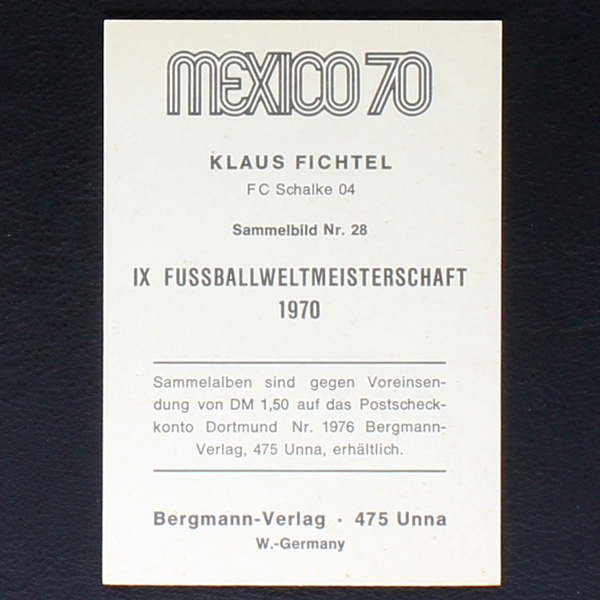 MEXICO 70
KLAUS FICHTEL
FC Schalke 04
Sammelbild Nr. 28
IX FUSSBALLWELTMEISTERSCHAFT
1970
Sammelalben sind gegen Voreinsen-
dung von DM 1,50 auf das Postscheck-
konto Dortmund Nr. 1976 Bergmann-
Verlag, 475 Unna, erhältlich.
Bergmann-Verlag · 475 Unna
W.-Germany